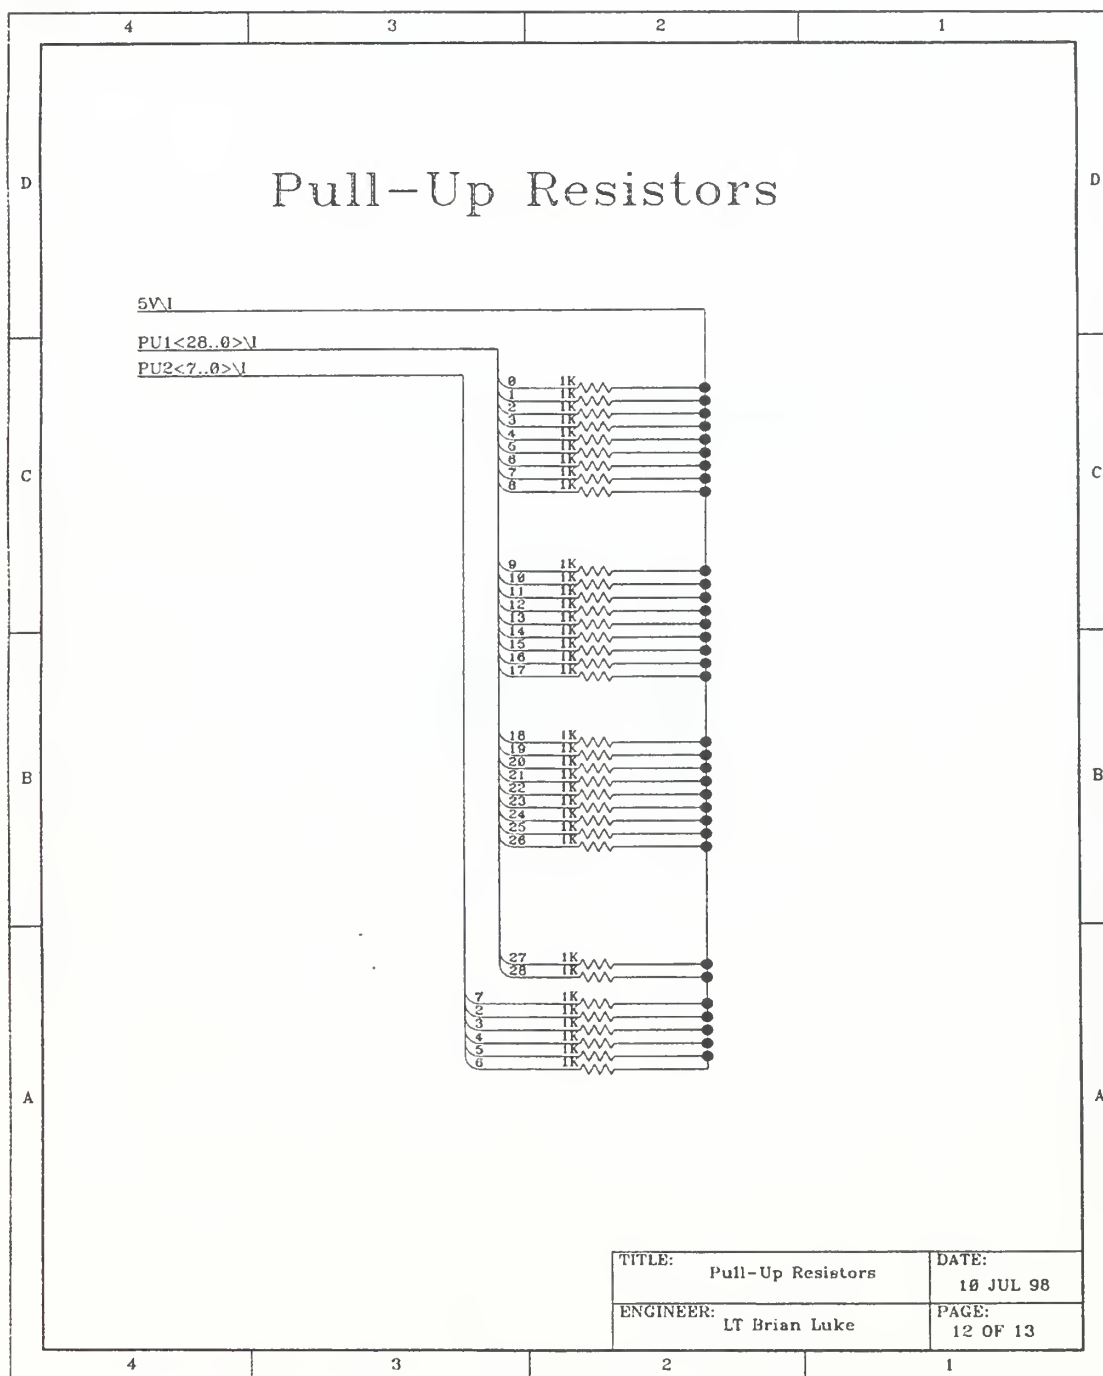 4 3 2 1
D D
Pull-Up Resistors
5V\I
PU1<28..0>\I
PU2<7..0>\I
0 1K
1 1K
2 1K
3 1K
4 1K
5 1K
6 1K
7 1K
8 1K
C C
9 1K
10 1K
11 1K
12 1K
13 1K
14 1K
15 1K
16 1K
17 1K
18 1K
19 1K
20 1K
21 1K
22 1K
23 1K
24 1K
25 1K
26 1K
B B
27 1K
28 1K
7 1K
2 1K
3 1K
4 1K
5 1K
6 1K
A A
TITLE: Pull-Up Resistors
DATE: 10 JUL 98
ENGINEER: LT Brian Luke
PAGE: 12 OF 13
4 3 2 1